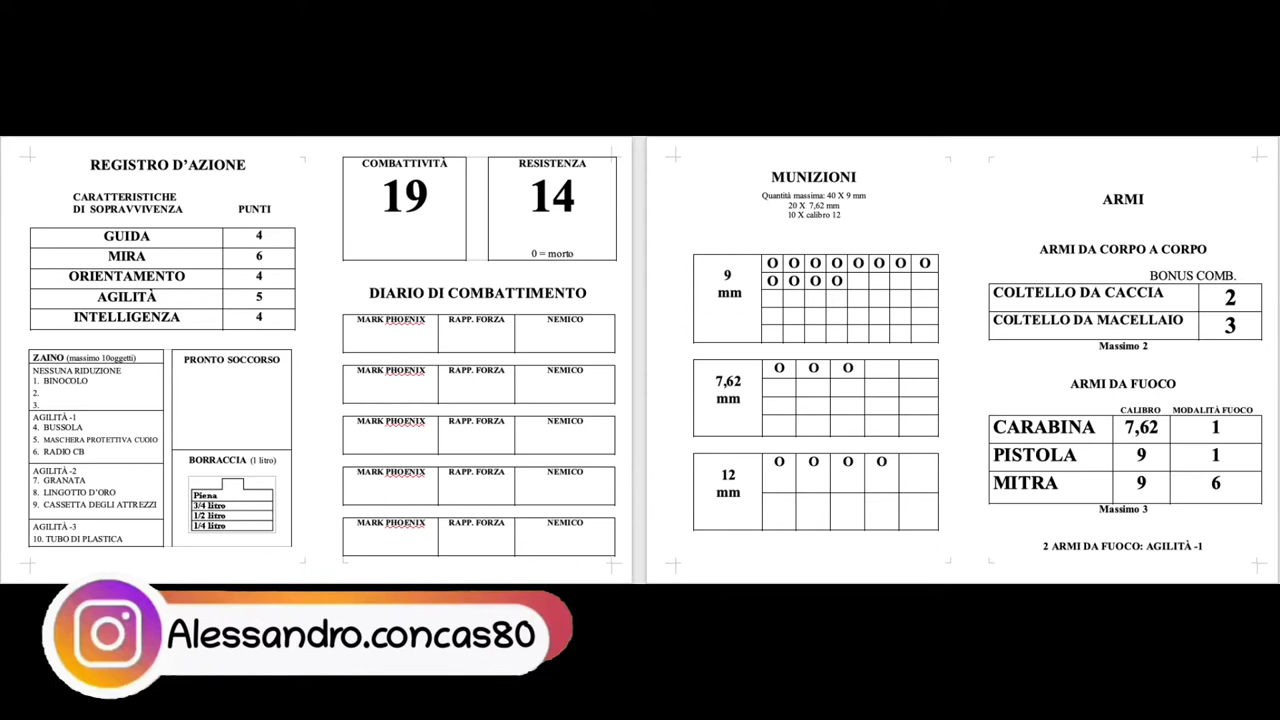 REGISTRO D'AZIONE
CARATTERISTICHE
DI SOPRAVVIVENZA PUNTI
GUIDA 4
MIRA 6
ORIENTAMENTO 4
AGILITÀ 5
INTELLIGENZA 4
ZAINO (massimo 10oggetti)
NESSUNA RIDUZIONE
1. BINOCOLO
2.
3.
AGILITÀ -1
4. BUSSOLA
5. MASCHERA PROTETTIVA CUOIO
6. RADIO CB
AGILITÀ -2
7. GRANATA
8. LINGOTTO D'ORO
9. CASSETTA DEGLI ATTREZZI
AGILITÀ -3
10. TUBO DI PLASTICA
PRONTO SOCCORSO
BORRACCIA (1 litro)
Piena
3/4 litro
1/2 litro
1/4 litro
COMBATTIVITÀ
19
RESISTENZA
14
0 = morto
DIARIO DI COMBATTIMENTO
MARK PHOENIX RAPP. FORZA NEMICO
MARK PHOENIX RAPP. FORZA NEMICO
MARK PHOENIX RAPP. FORZA NEMICO
MARK PHOENIX RAPP. FORZA NEMICO
MARK PHOENIX RAPP. FORZA NEMICO
MUNIZIONI
Quantità massima: 40 X 9 mm
20 X 7,62 mm
10 X calibro 12
9
mm
O O O O O O O O
O O O O
7,62
mm
O O O
12
mm
O O O O
ARMI
ARMI DA CORPO A CORPO
BONUS COMB.
COLTELLO DA CACCIA 2
COLTELLO DA MACELLAIO 3
Massimo 2
ARMI DA FUOCO
CALIBRO MODALITÀ FUOCO
CARABINA 7,62 1
PISTOLA 9 1
MITRA 9 6
Massimo 3
2 ARMI DA FUOCO: AGILITÀ -1
Alessandro.concas80